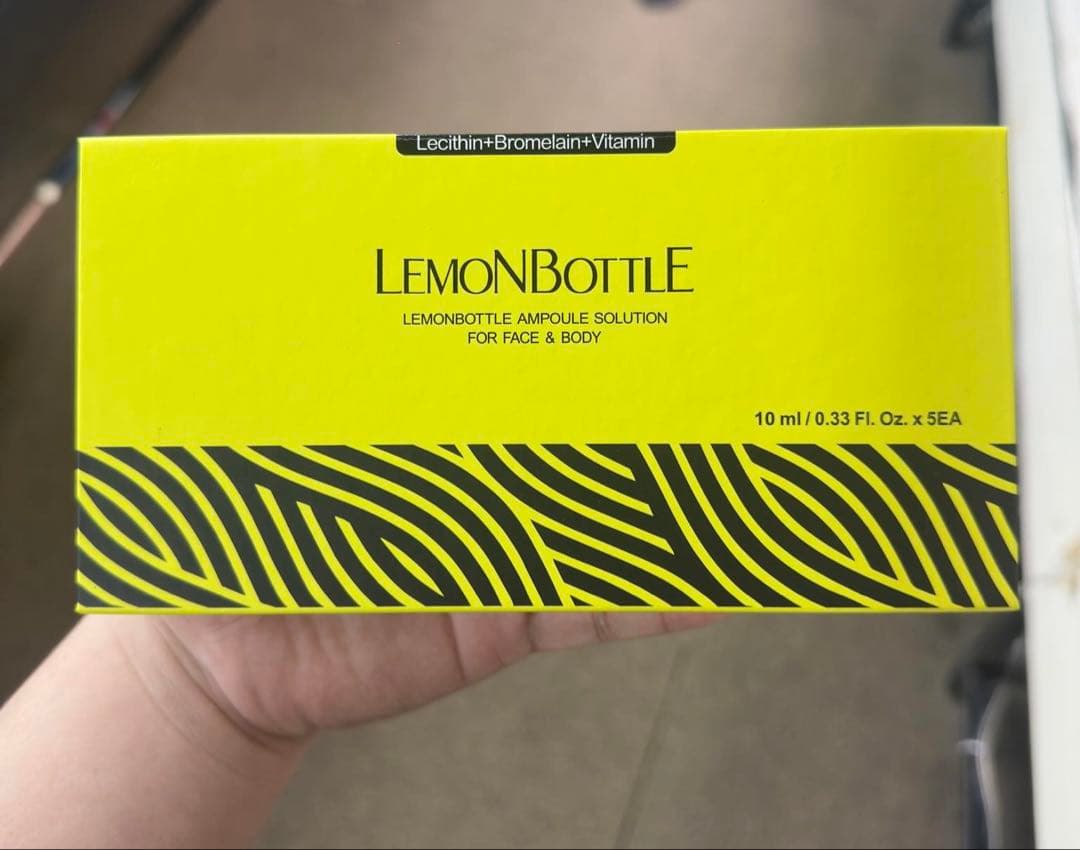 Lecithin+Bromelain+Vitamin
LEMONBOTTLE
LEMONBOTTLE AMPOULE SOLUTION
FOR FACE & BODY
10 ml / 0.33 Fl. Oz. x 5EA